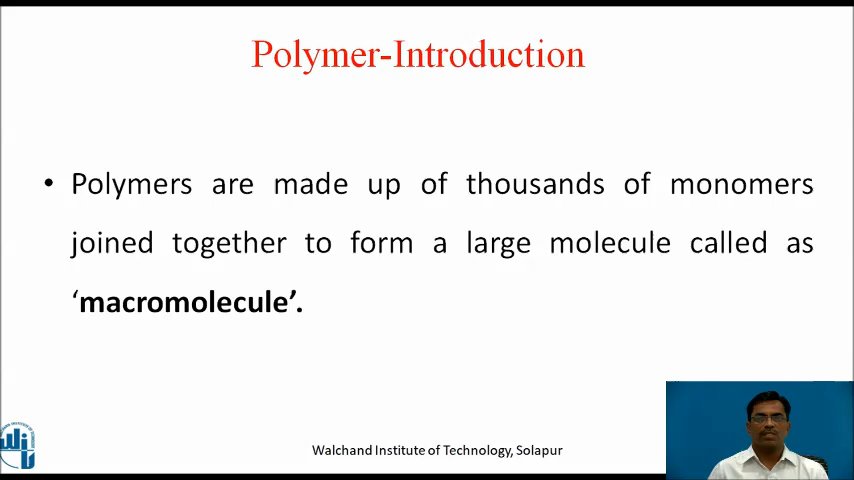 Polymer-Introduction
• Polymers are made up of thousands of monomers
joined together to form a large molecule called as
‘macromolecule’.
Walchand Institute of Technology, Solapur